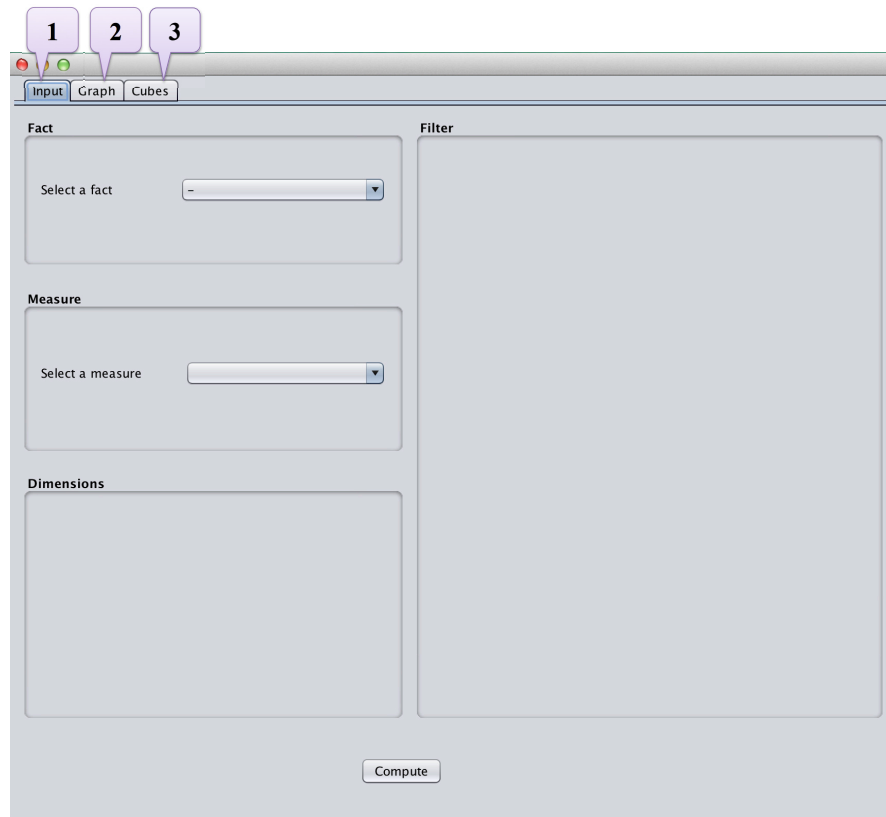 1 2 3
Input Graph Cubes
Fact
Select a fact –
Measure
Select a measure
Dimensions
Filter
Compute